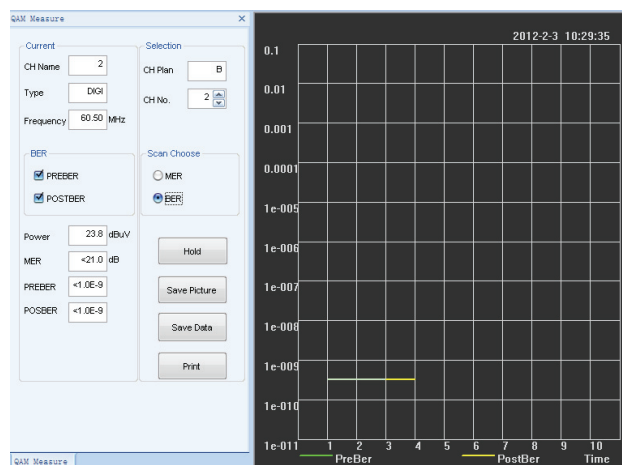 QAM Measure
Current
CH Name 2
Type DIGI
Frequency 60.50 MHz
Selection
CH Plan B
CH No. 2
BER
PREBER
POSTBER
Scan Choose
MER
BER
Power 23.8 dBuV
MER <21.0 dB
PREBER <1.0E-9
POSBER <1.0E-9
Hold
Save Picture
Save Data
Print
QAM Measure
2012-2-3 10:29:35
0.1
0.01
0.001
0.0001
1e-005
1e-006
1e-007
1e-008
1e-009
1e-010
1e-011
1 2 3 4 5 6 7 8 9 10
PreBer PostBer Time